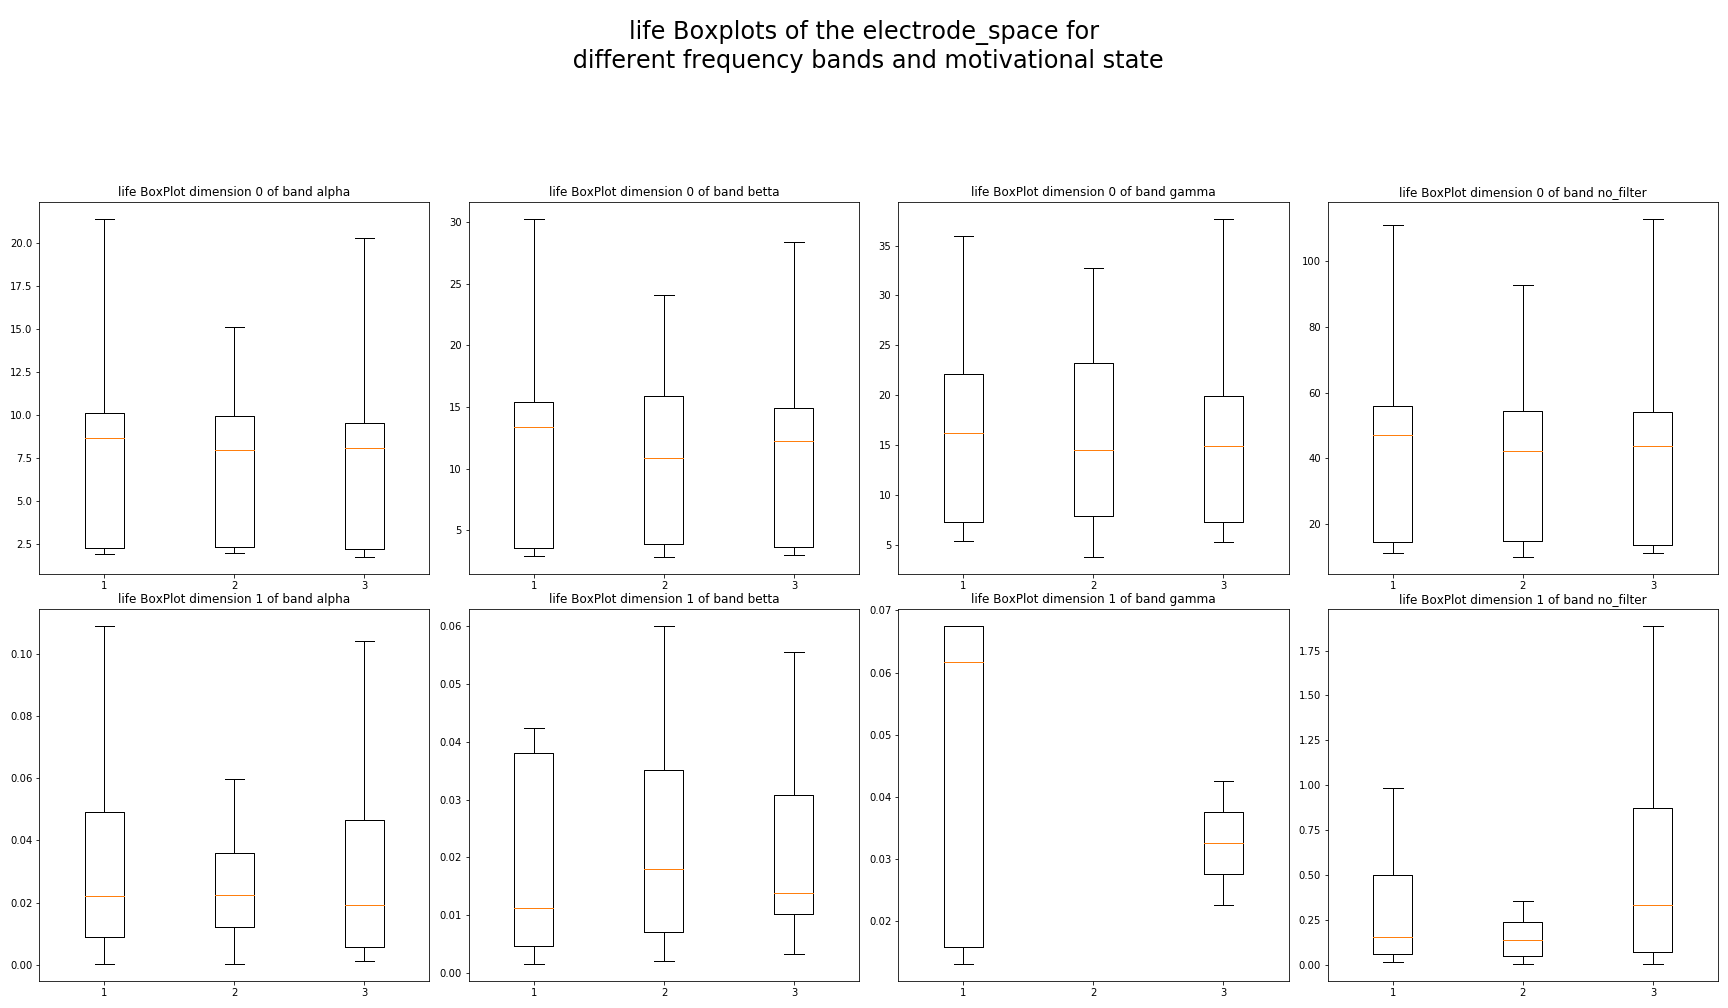 life Boxplots of the electrode_space for
different frequency bands and motivational state
life BoxPlot dimension 0 of band alpha
20.0
17.5
15.0
12.5
10.0
7.5
5.0
2.5
1 2 3
life BoxPlot dimension 0 of band betta
30
25
20
15
10
5
1 2 3
life BoxPlot dimension 0 of band gamma
35
30
25
20
15
10
5
1 2 3
life BoxPlot dimension 0 of band no_filter
100
80
60
40
20
1 2 3
life BoxPlot dimension 1 of band alpha
0.10
0.08
0.06
0.04
0.02
0.00
1 2 3
life BoxPlot dimension 1 of band betta
0.06
0.05
0.04
0.03
0.02
0.01
0.00
1 2 3
life BoxPlot dimension 1 of band gamma
0.07
0.06
0.05
0.04
0.03
0.02
1 2 3
life BoxPlot dimension 1 of band no_filter
1.75
1.50
1.25
1.00
0.75
0.50
0.25
0.00
1 2 3